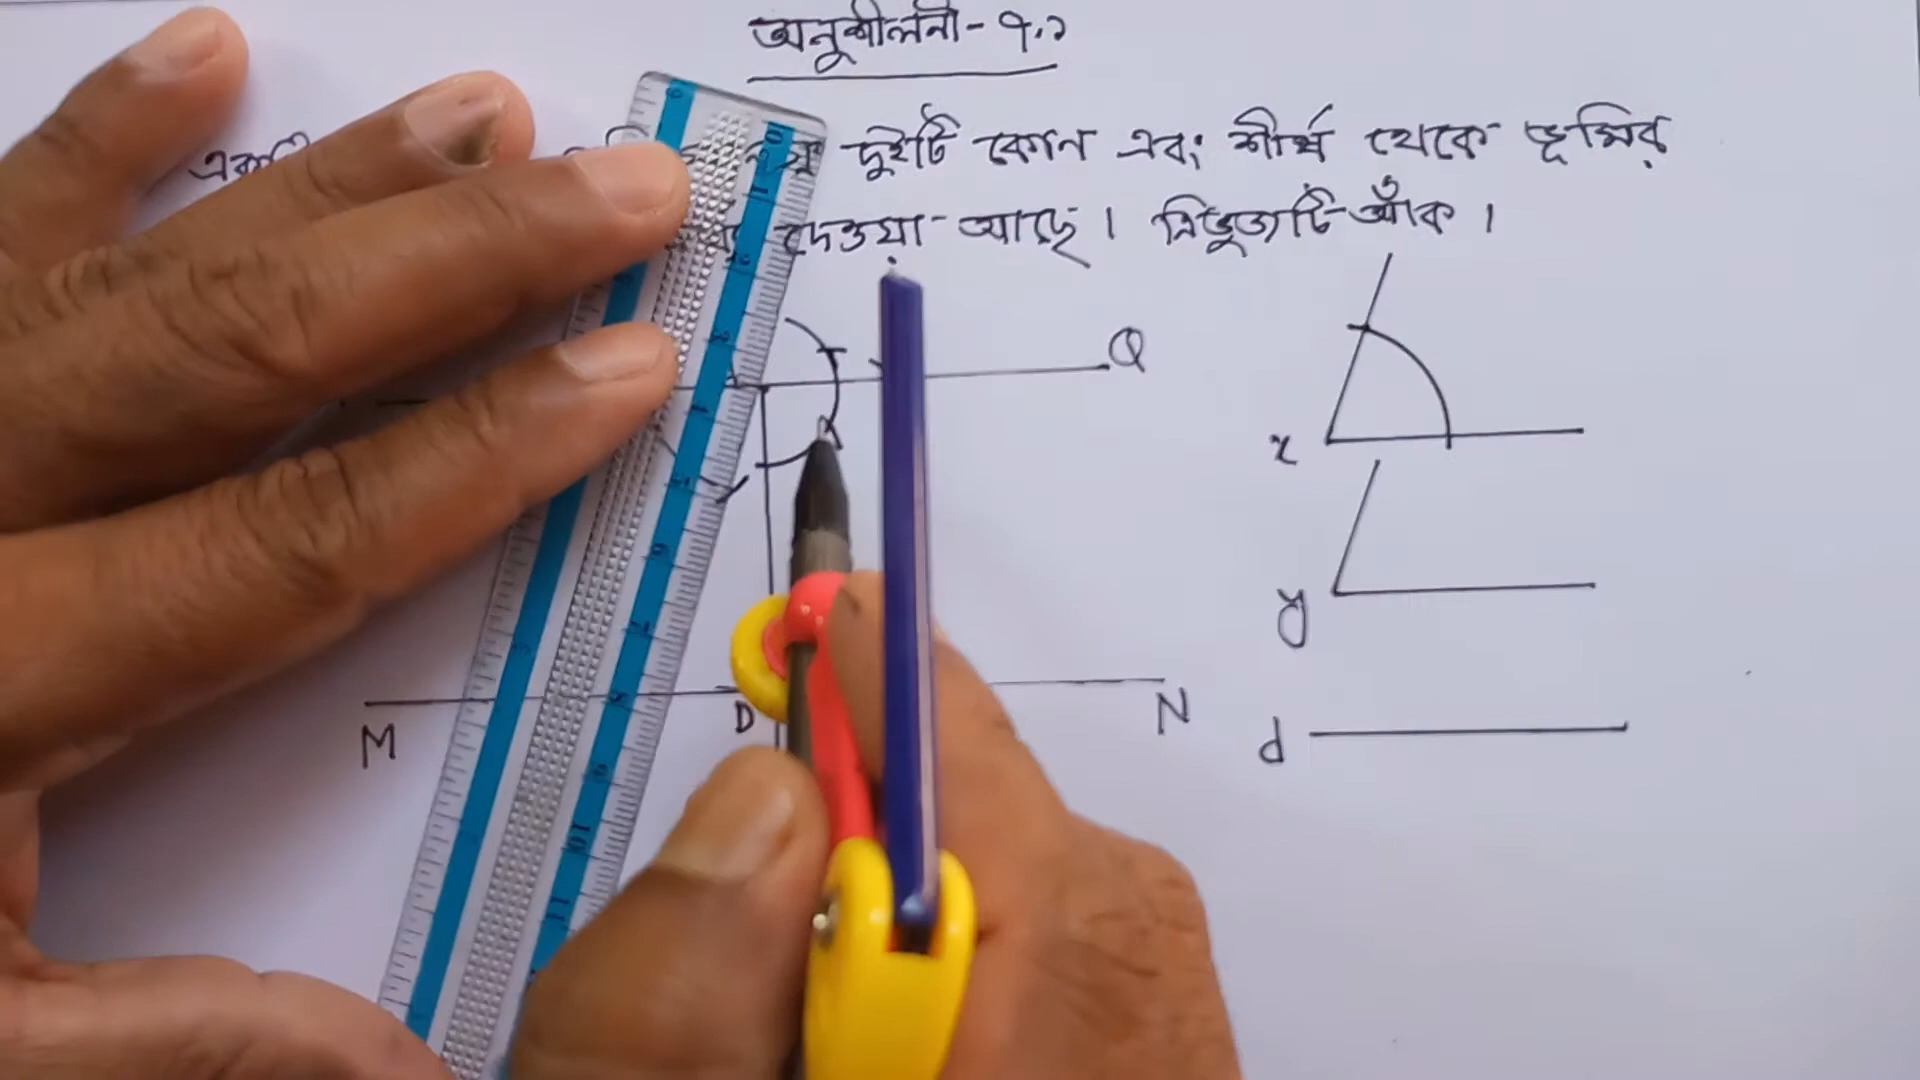 অনুশীলনী- ৭.১
দুইটি কোন এবং শীর্ষ থেকে ভূমির
দেওয়া আছে। ত্রিভুজটি আঁক।
Q
x
y
M
D
N
d